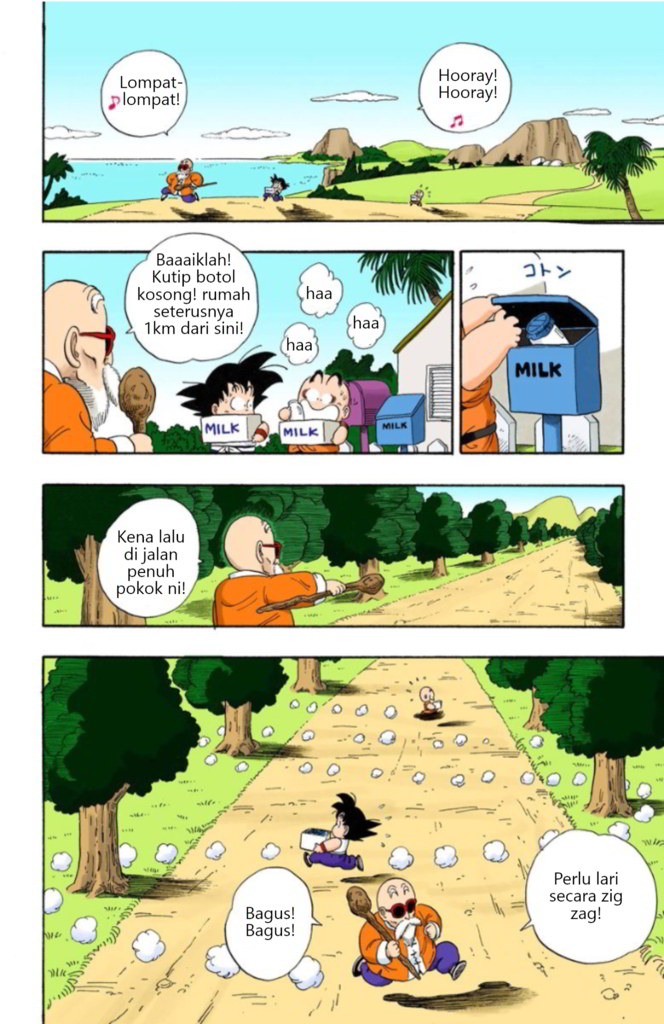 Lompat-
lompat!
Hooray!
Hooray!
Baaaiklah!
Kutip botol
kosong! rumah
seterusnya
1km dari sini!
haa
haa
haa
MILK
MILK
MILK
コトン
MILK
Kena lalu
di jalan
penuh
pokok ni!
Bagus!
Bagus!
Perlu lari
secara zig
zag!